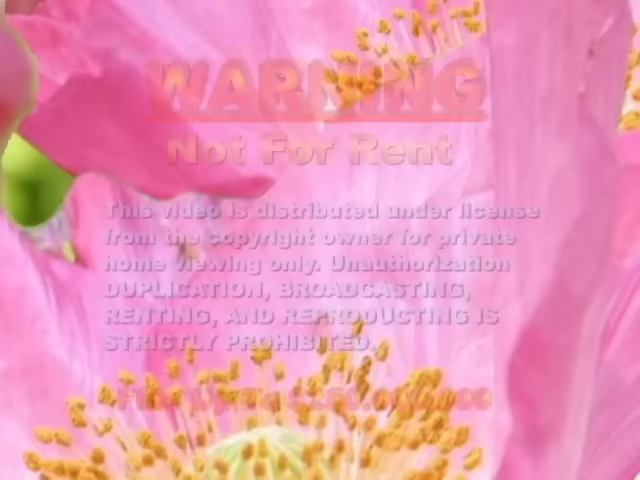 WARNING
Not For Rent
This video is distributed under license
from the copyright owner for private
home viewing only. Unauthorization
DUPLICATION, BROADCASTING,
RENTING, AND REPRODUCTING IS
STRICTLY PROHIBITED.